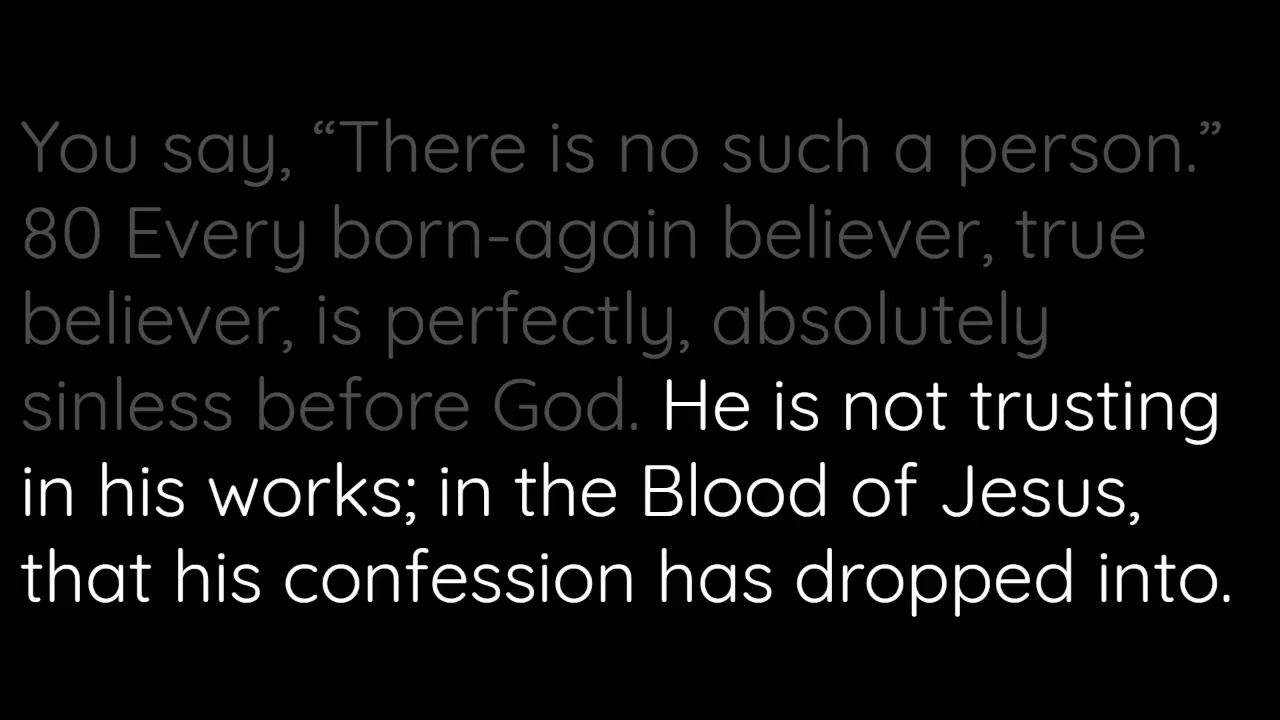 You say, “There is no such a person.”
80 Every born-again believer, true
believer, is perfectly, absolutely
sinless before God. He is not trusting
in his works; in the Blood of Jesus,
that his confession has dropped into.